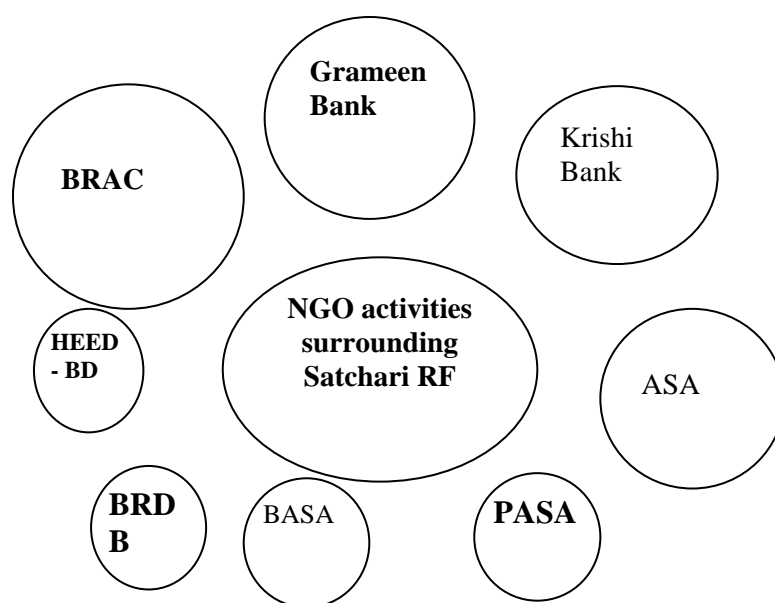 Grameen
Bank
Krishi
Bank
BRAC
NGO activities
surrounding
Satchari RF
HEED
- BD
ASA
BRD
B
BASA
PASA